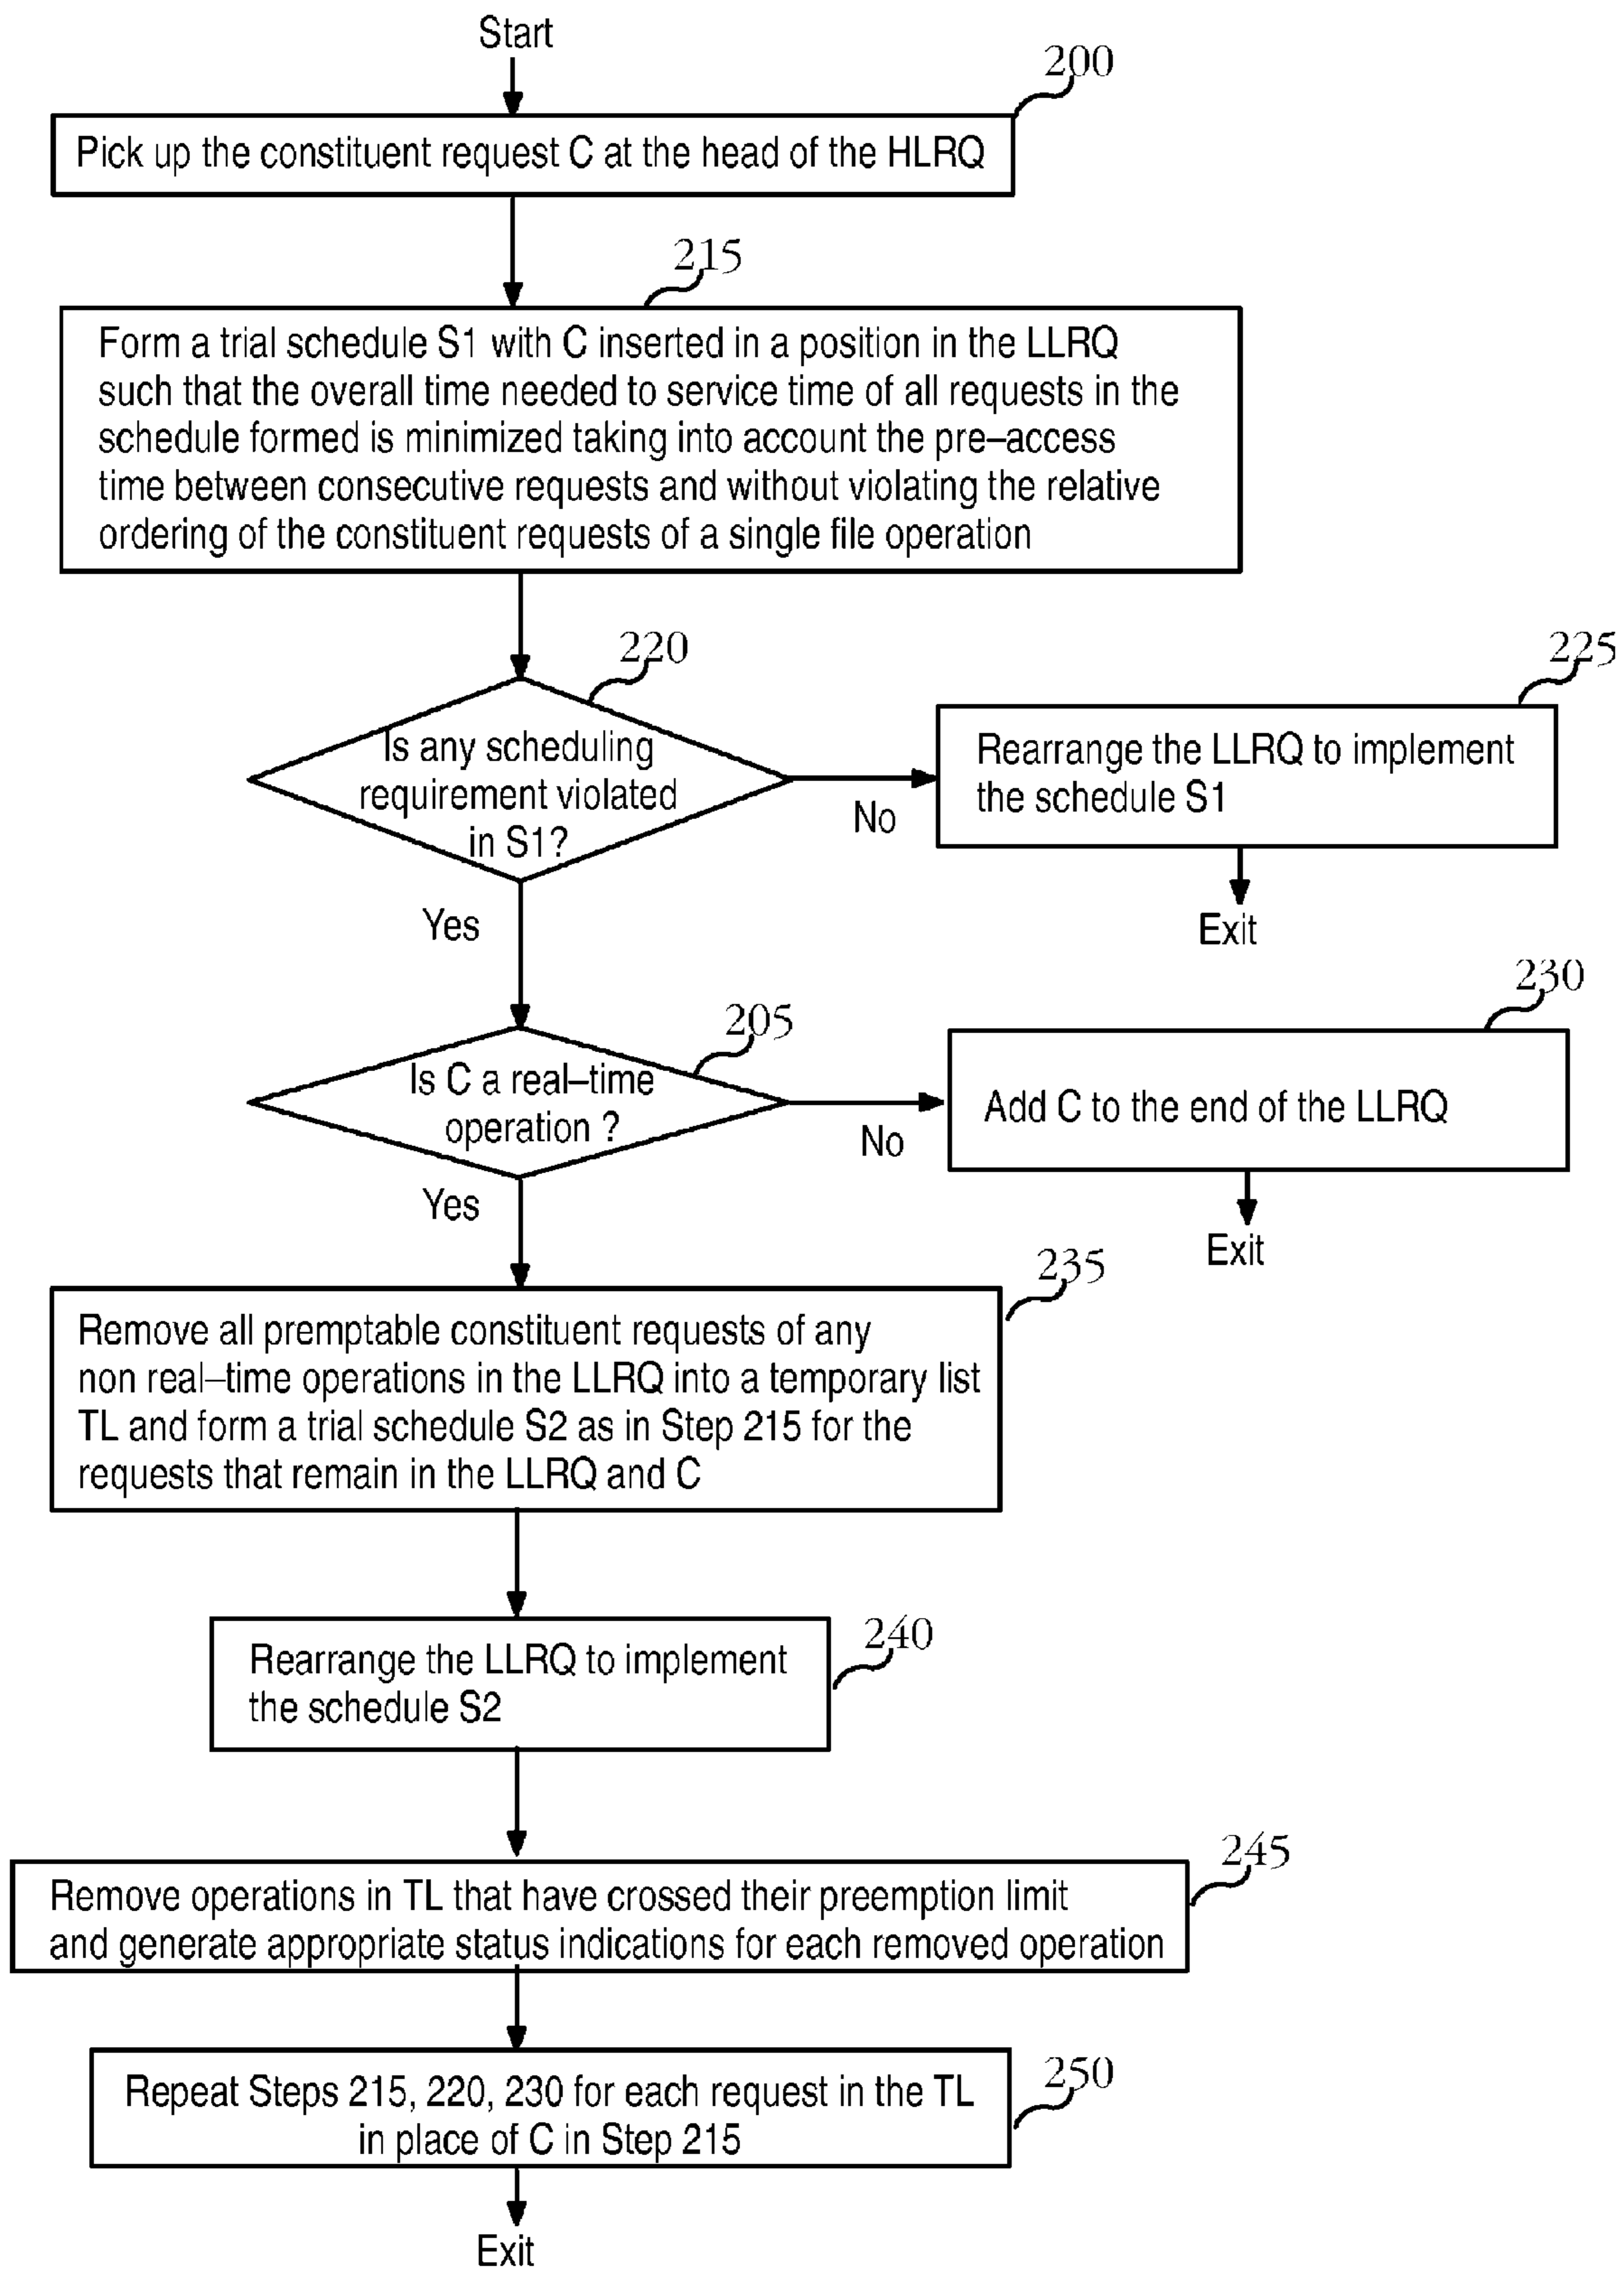 Start
200
Pick up the constituent request C at the head of the HLRQ
215
Form a trial schedule S1 with C inserted in a position in the LLRQ
such that the overall time needed to service time of all requests in the
schedule formed is minimized taking into account the pre–access
time between consecutive requests and without violating the relative
ordering of the constituent requests of a single file operation
220
Is any scheduling
requirement violated
in S1?
No
225
Rearrange the LLRQ to implement
the schedule S1
Exit
Yes
205
Is C a real–time
operation ?
No
230
Add C to the end of the LLRQ
Exit
Yes
235
Remove all premptable constituent requests of any
non real–time operations in the LLRQ into a temporary list
TL and form a trial schedule S2 as in Step 215 for the
requests that remain in the LLRQ and C
240
Rearrange the LLRQ to implement
the schedule S2
245
Remove operations in TL that have crossed their preemption limit
and generate appropriate status indications for each removed operation
250
Repeat Steps 215, 220, 230 for each request in the TL
in place of C in Step 215
Exit